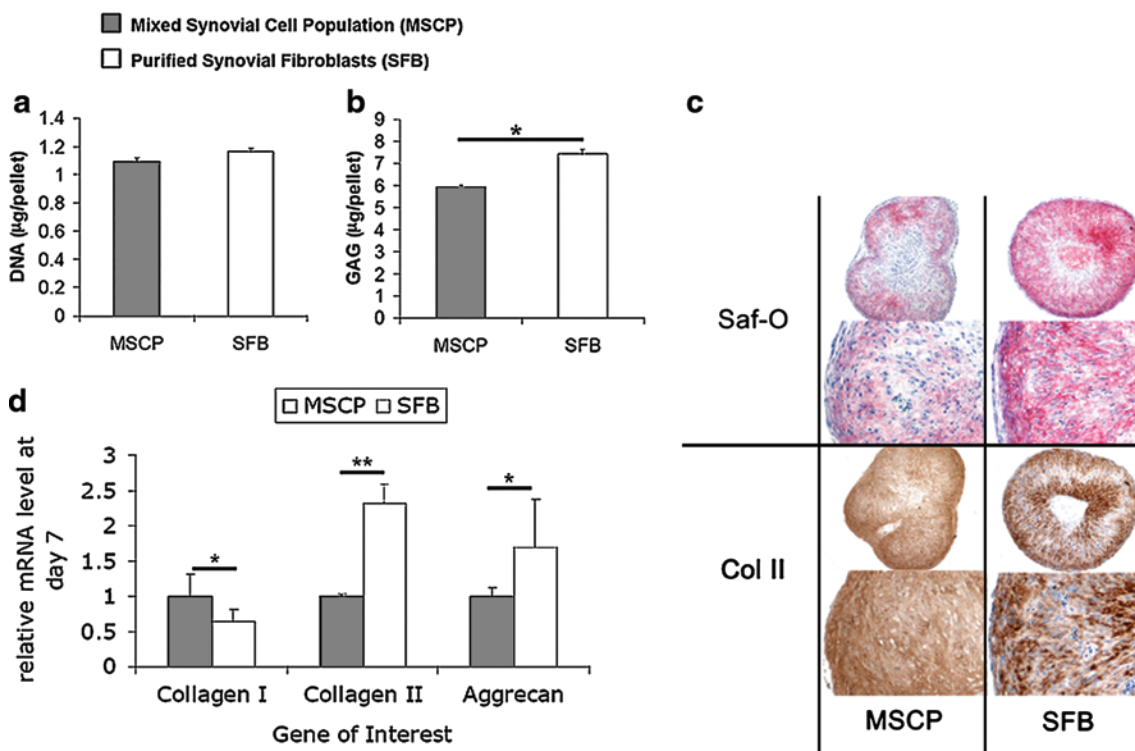 Mixed Synovial Cell Population (MSCP)
Purified Synovial Fibroblasts (SFB)
a
DNA (µg/pellet)
1.4
1.2
1
0.8
0.6
0.4
0.2
0
MSCP
SFB
b
GAG (µg/pellet)
9
8
7
6
5
4
3
2
1
0
*
MSCP
SFB
c
Saf-O
Col II
MSCP
SFB
d
MSCP SFB
relative mRNA level at
day 7
3
2.5
2
1.5
1
0.5
0
*
**
*
Collagen I
Collagen II
Aggrecan
Gene of Interest